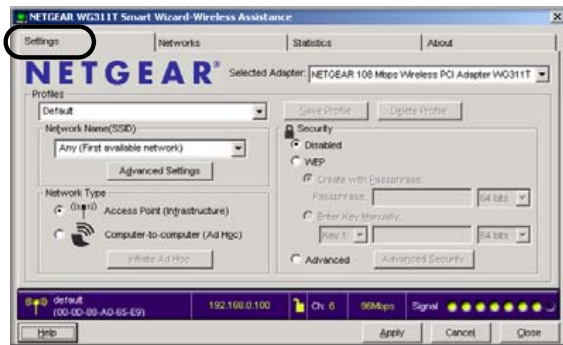 NETGEAR WG311T Smart Wizard-Wireless Assistance
Settings
Networks
Statistics
About
NETGEAR®
Selected Adapter: NETGEAR 108 Mbps Wireless PCI Adapter WG311T
Profiles
Default
Save Profile
Delete Profile
Network Name(SSID)
Any (First available network)
Advanced Settings
Network Type
Access Point (Infrastructure)
Computer-to-computer (Ad Hoc)
Initiate Ad Hoc
Security
Disabled
WEP
Create with Passphrase:
Passphrase:
64 bits
Enter Key Manually:
Key 1:
64 bits
Advanced
Advanced Security
default
(00-0D-88-A0-65-E9)
192.168.0.100
Ch: 6
96Mbps
Signal
Help
Apply
Cancel
Close